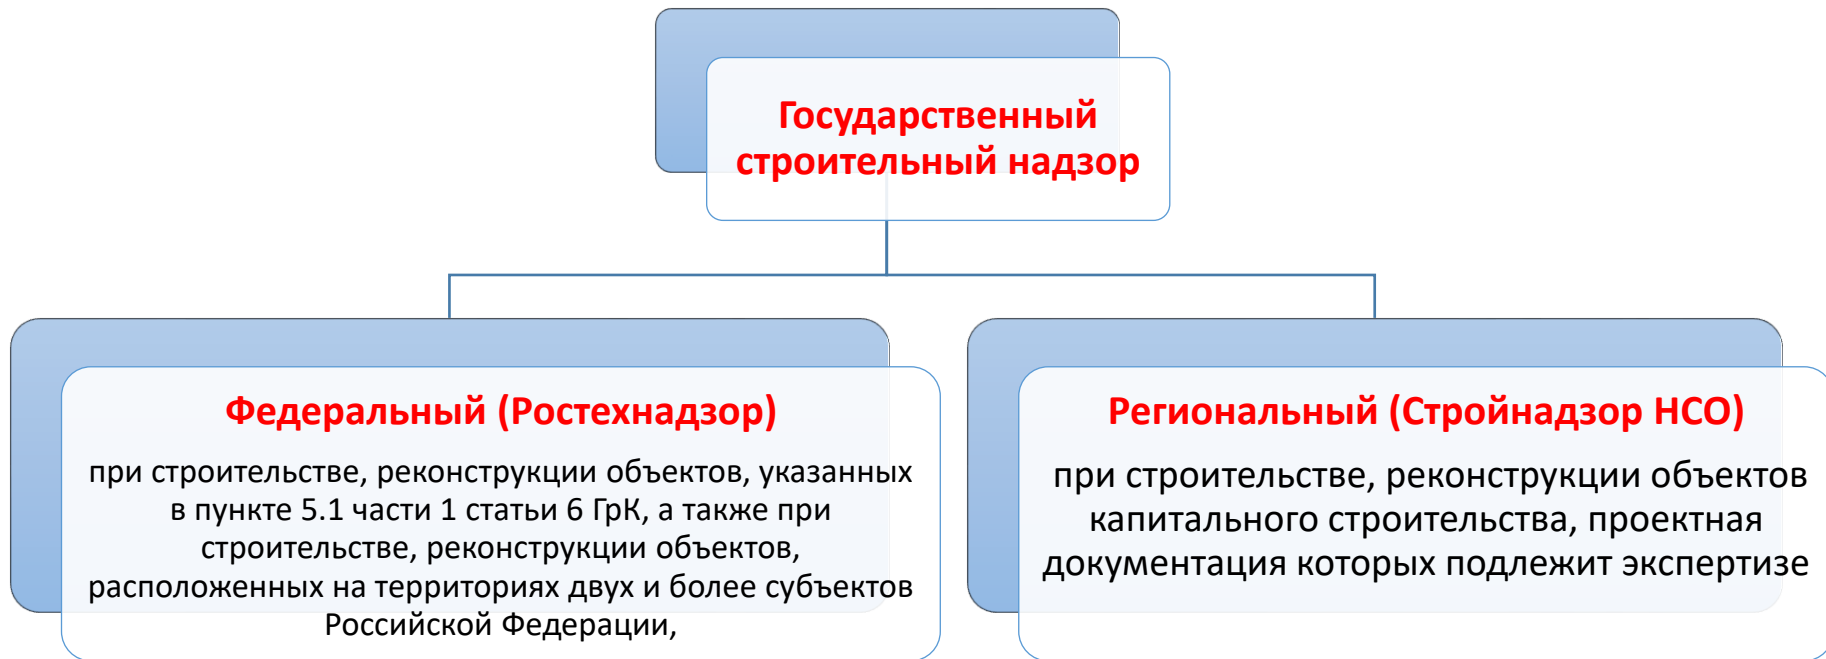 Государственный
строительный надзор
Федеральный (Ростехнадзор)
при строительстве, реконструкции объектов, указанных
в пункте 5.1 части 1 статьи 6 ГрК, а также при
строительстве, реконструкции объектов,
расположенных на территориях двух и более субъектов
Российской Федерации,
Региональный (Стройнадзор НСО)
при строительстве, реконструкции объектов
капитального строительства, проектная
документация которых подлежит экспертизе